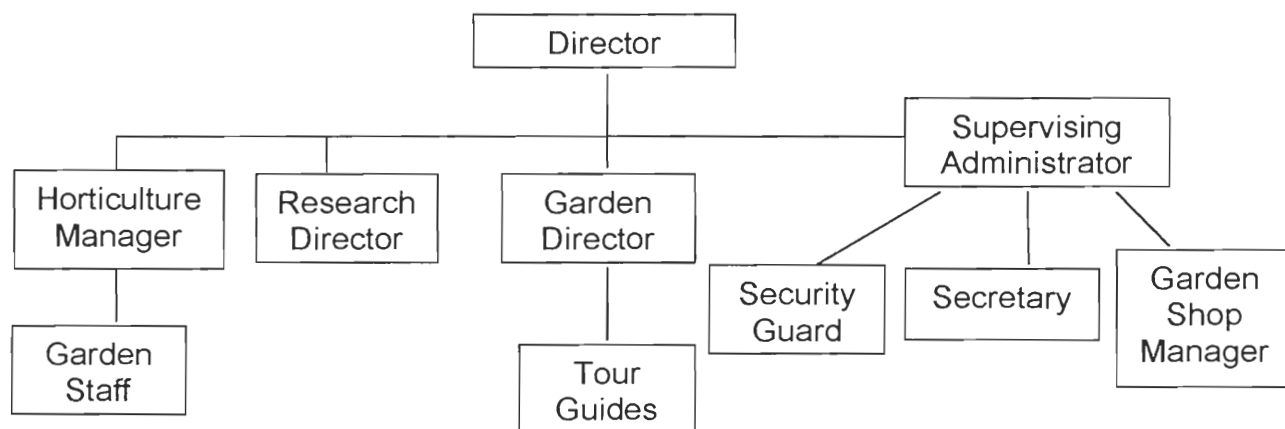 Director
Supervising
Administrator
Horticulture
Manager
Research
Director
Garden
Director
Security
Guard
Secretary
Garden
Shop
Manager
Garden
Staff
Tour
Guides